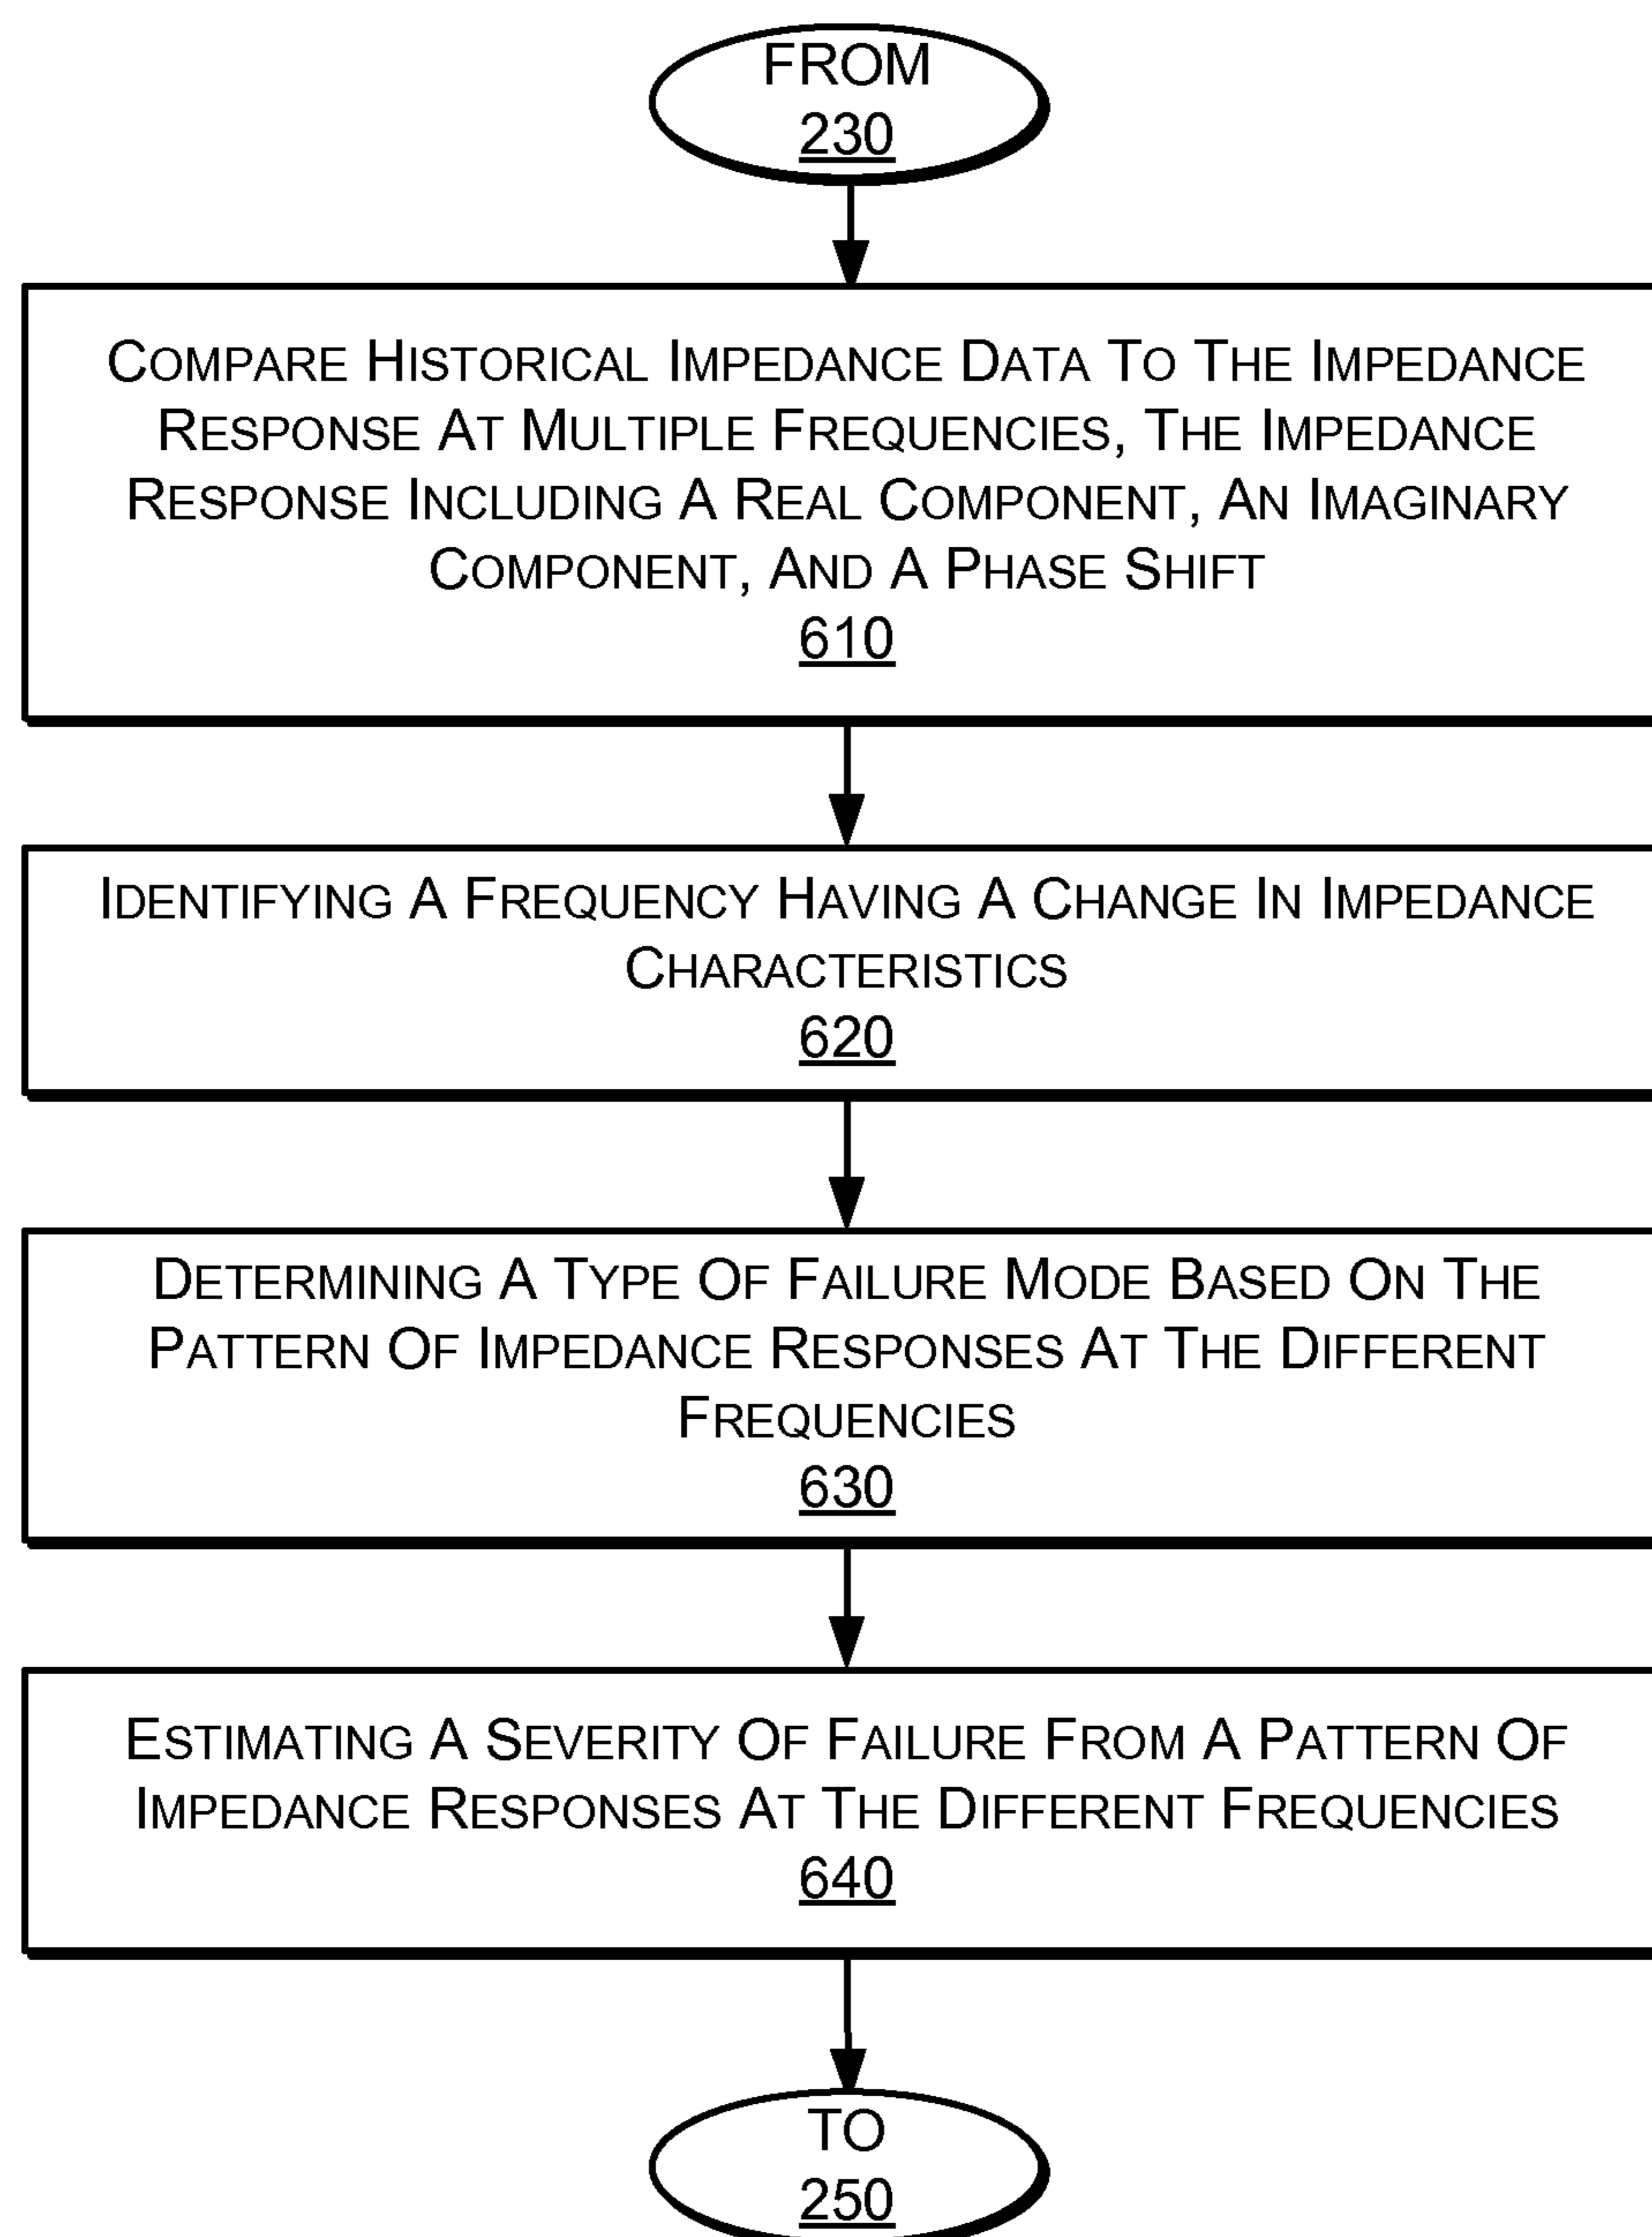 FROM
230
COMPARE HISTORICAL IMPEDANCE DATA TO THE IMPEDANCE
RESPONSE AT MULTIPLE FREQUENCIES, THE IMPEDANCE
RESPONSE INCLUDING A REAL COMPONENT, AN IMAGINARY
COMPONENT, AND A PHASE SHIFT
610
IDENTIFYING A FREQUENCY HAVING A CHANGE IN IMPEDANCE
CHARACTERISTICS
620
DETERMINING A TYPE OF FAILURE MODE BASED ON THE
PATTERN OF IMPEDANCE RESPONSES AT THE DIFFERENT
FREQUENCIES
630
ESTIMATING A SEVERITY OF FAILURE FROM A PATTERN OF
IMPEDANCE RESPONSES AT THE DIFFERENT FREQUENCIES
640
TO
250